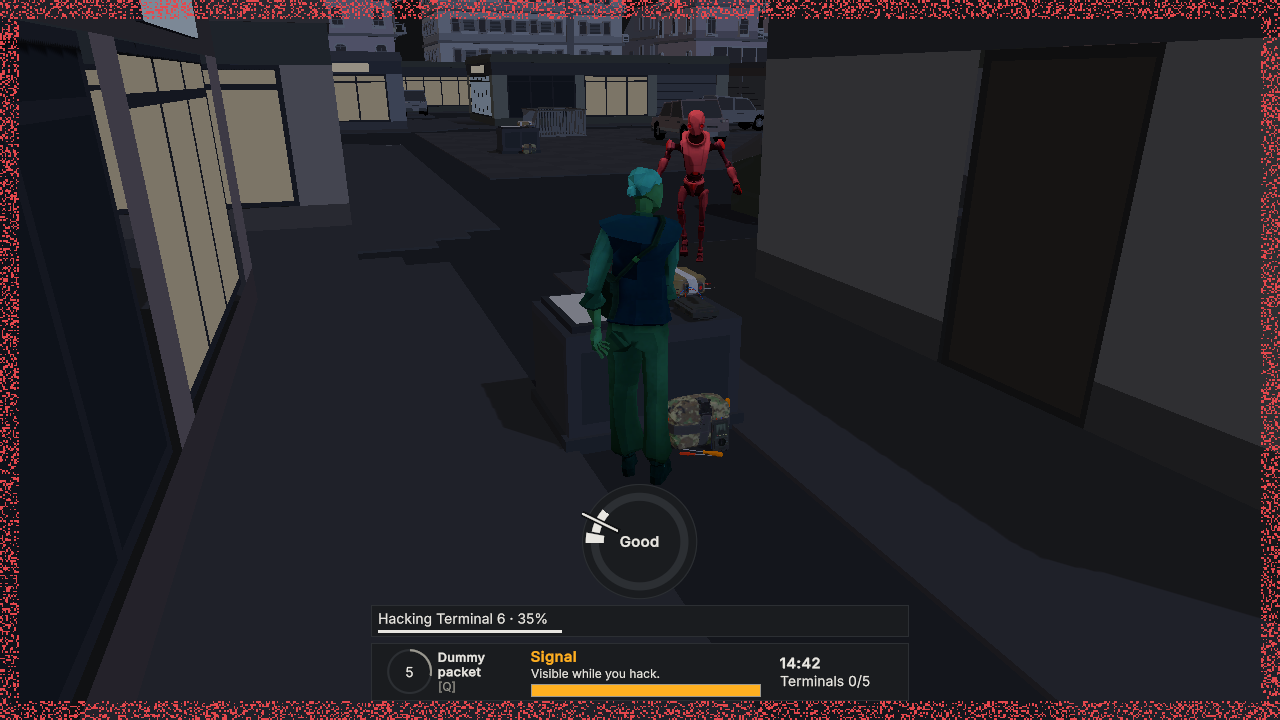 Good
Hacking Terminal 6 · 35%
5
Dummy
packet
[Q]
Signal
Visible while you hack.
14:42
Terminals 0/5